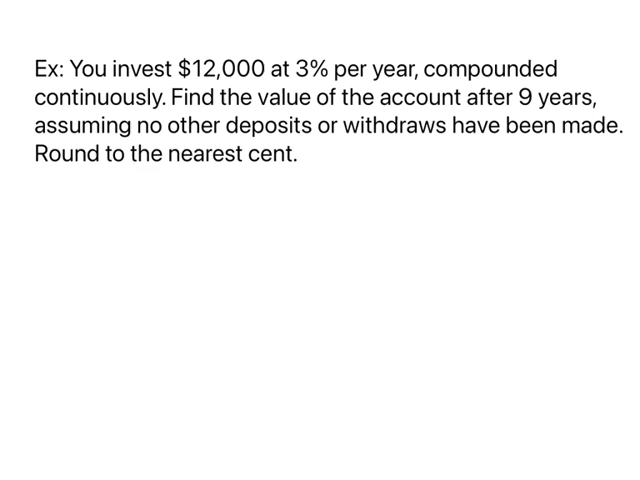 Ex: You invest $12,000 at 3% per year, compounded
continuously. Find the value of the account after 9 years,
assuming no other deposits or withdraws have been made.
Round to the nearest cent.